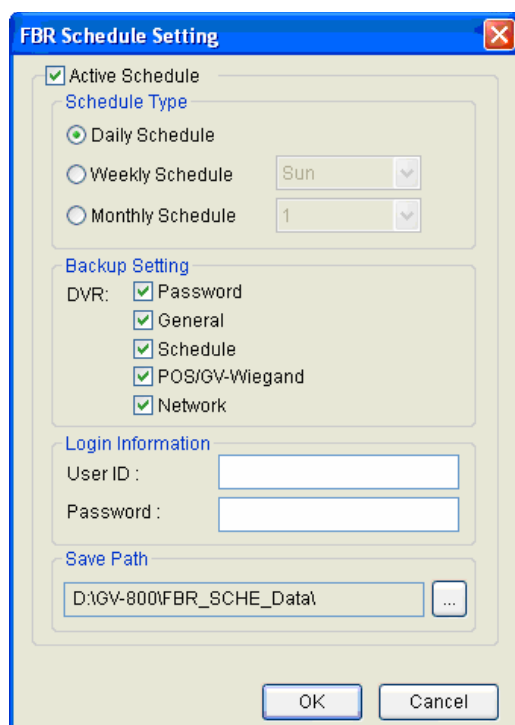 FBR Schedule Setting
Active Schedule
Schedule Type
Daily Schedule
Weekly Schedule Sun
Monthly Schedule 1
Backup Setting
DVR: Password
General
Schedule
POS/GV-Wiegand
Network
Login Information
User ID :
Password :
Save Path
D:\GV-800\FBR_SCHE_Data\ ...
OK Cancel